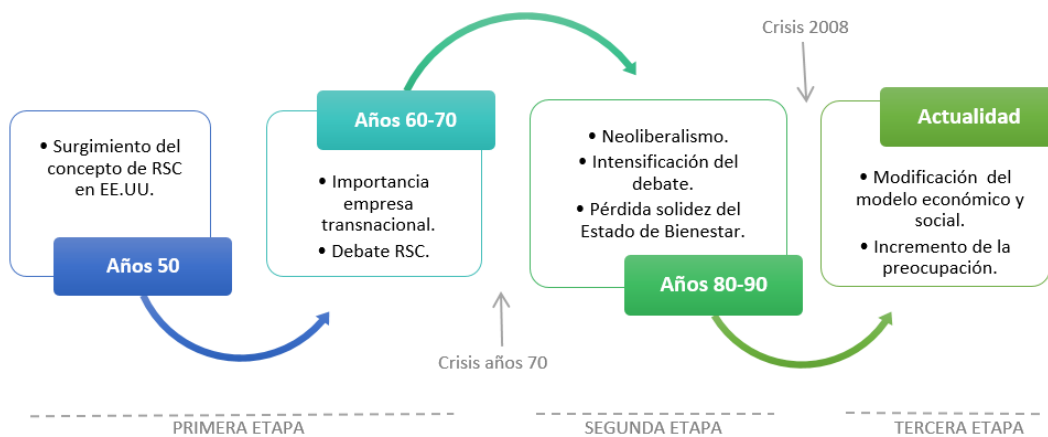 Crisis 2008
• Surgimiento del
concepto de RSC
en EE.UU.
Años 50
Años 60-70
• Importancia
empresa
transnacional.
• Debate RSC.
Crisis años 70
• Neoliberalismo.
• Intensificación del
debate.
• Pérdida solidez del
Estado de Bienestar.
Años 80-90
Actualidad
• Modificación del
modelo económico y
social.
• Incremento de la
preocupación.
PRIMERA ETAPA
SEGUNDA ETAPA
TERCERA ETAPA